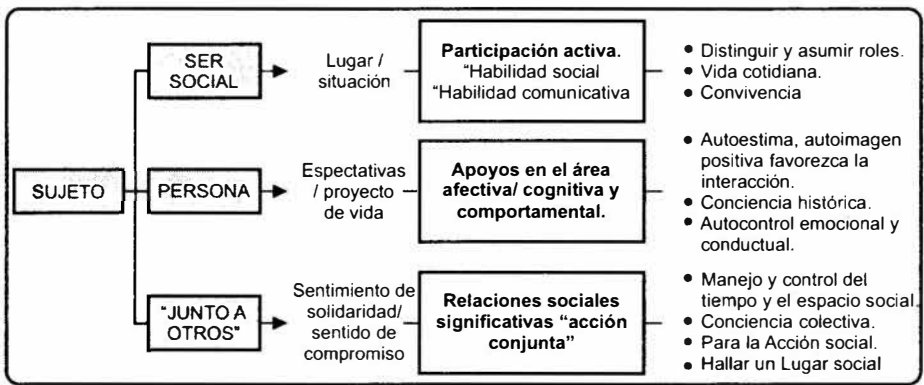 SER
SOCIAL
Lugar /
situación
Participación activa.
"Habilidad social
"Habilidad comunicativa
• Distinguir y asumir roles.
• Vida cotidiana.
• Convivencia
SUJETO
PERSONA
Espectativas
/ proyecto
de vida
Apoyos en el área
afectiva/ cognitiva y
comportamental.
• Autoestima, autoimagen
positiva favorezca la
interacción.
• Conciencia histórica.
• Autocontrol emocional y
conductual.
"JUNTO A
OTROS"
Sentimiento de
solidaridad/
sentido de
compromiso
Relaciones sociales
significativas "acción
conjunta"
• Manejo y control del
tiempo y el espacio social.
• Conciencia colectiva.
• Para la Acción social.
• Hallar un Lugar social